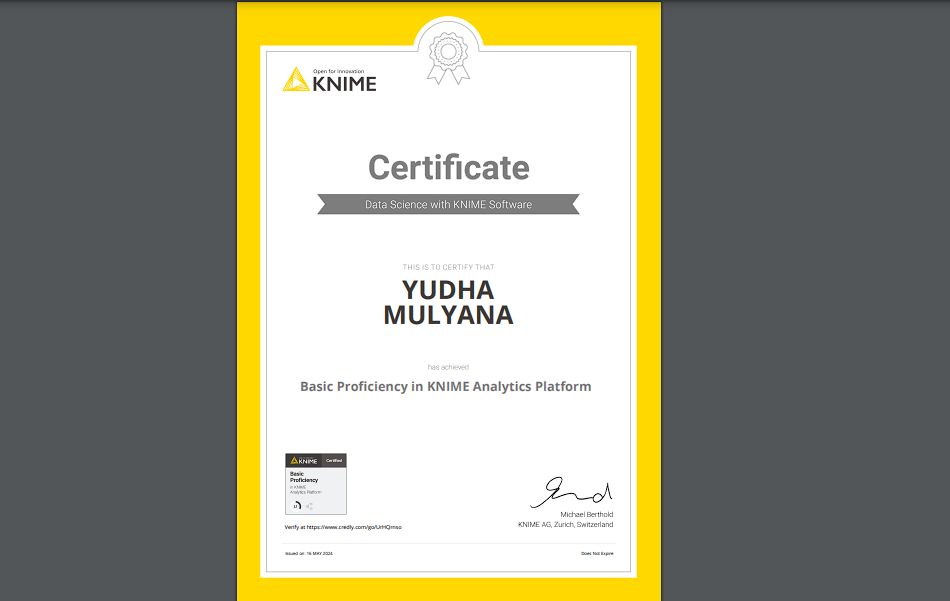 Open for Innovation
KNIME
Certificate
Data Science with KNIME Software
THIS IS TO CERTIFY THAT
YUDHA
MULYANA
has achieved
Basic Proficiency in KNIME Analytics Platform
KNIME Certified
Basic
Proficiency
in KNIME
Analytics Platform
L1
Verify at https://www.credly.com/go/
Michael Berthold
KNIME AG, Zurich, Switzerland
Issued on: 16 MAY 2024
Does Not Expire